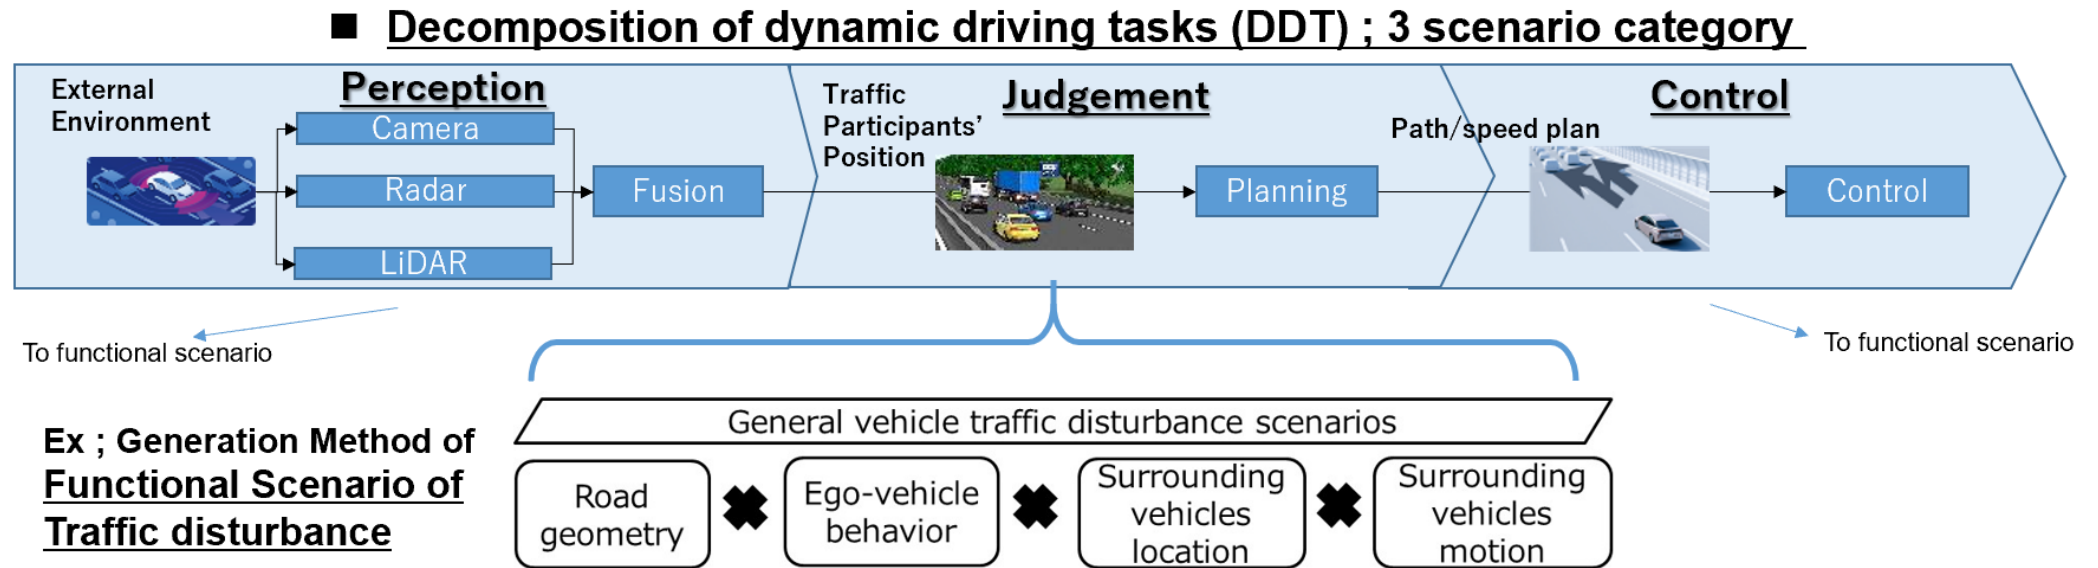 ■ Decomposition of dynamic driving tasks (DDT) ; 3 scenario category
External
Environment
Perception
Camera
Radar
LiDAR
Fusion
Traffic
Participants'
Position
Judgement
Planning
Path/speed plan
Control
Control
To functional scenario
To functional scenario
Ex ; Generation Method of
Functional Scenario of
Traffic disturbance
General vehicle traffic disturbance scenarios
Road
geometry
✖
Ego-vehicle
behavior
✖
Surrounding
vehicles
location
✖
Surrounding
vehicles
motion